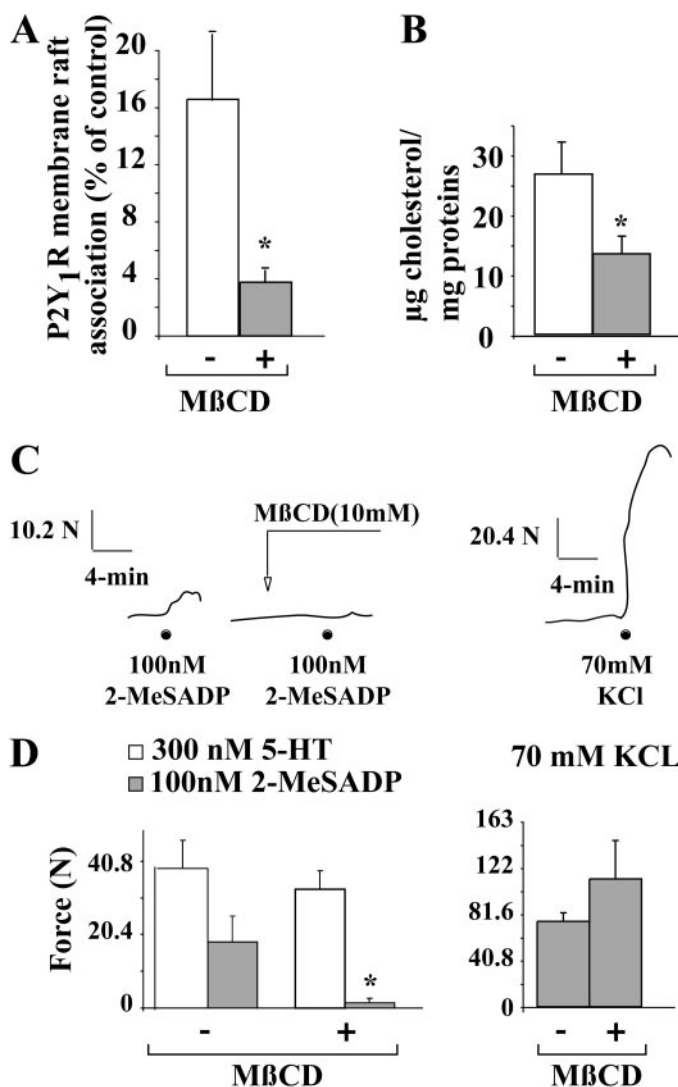 A
P2Y1R membrane raft
association (% of control)
20
16
12
8
4
0
*
- +
MßCD
B
µg cholesterol/
mg proteins
30
20
10
0
*
- +
MßCD
C
10.2 N
4-min
100nM
2-MeSADP
MßCD(10mM)
100nM
2-MeSADP
20.4 N
4-min
70mM
KCl
D
300 nM 5-HT
100nM 2-MeSADP
Force (N)
40.8
20.4
0
*
- +
MßCD
70 mM KCL
163
122
81.6
40.8
0
- +
MßCD